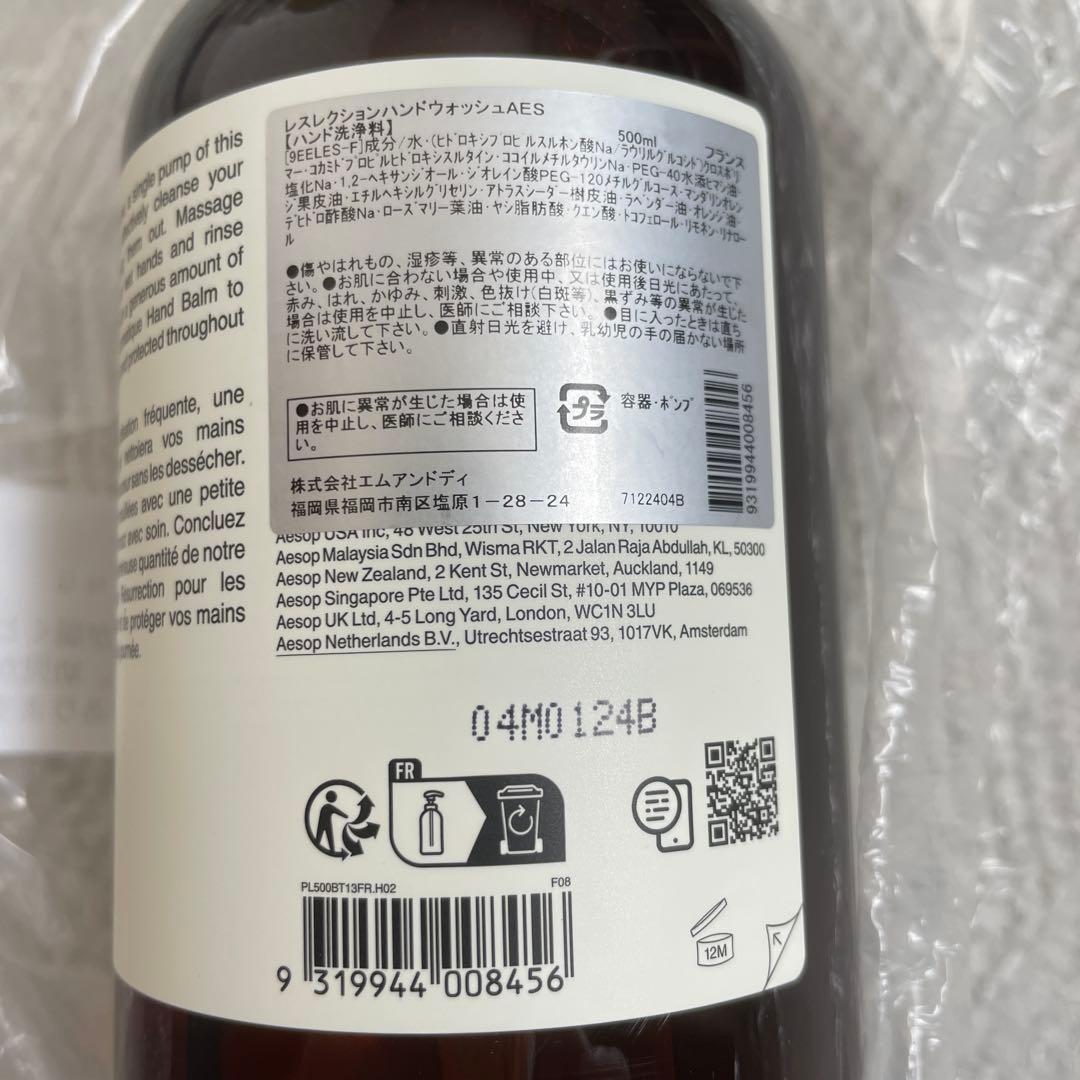 a single pump of this
cleanse your
them out. Massage
hands and rinse
a generous amount of
Hand Balm to
protected throughout
fréquente, une
nettoiera vos mains
sans les dessécher.
avec une petite
avec soin. Concluez
quantité de notre
Résurrection pour les
de protéger vos mains
レスレクションハンドウォッシュAES
【ハンド洗浄料】 500ml フランス
[9EELES-F]成分/水・(ヒドロキシプロピルスルホン酸Na/ラウリルグルコシド)クロスポリ
マー・コカミドプロピルヒドロキシスルタイン・ココイルメチルタウリンNa・PEG-40水添ヒマシ油・
塩化Na・1,2-ヘキサンジオール・ジオレイン酸PEG-120メチルグルコース・マンダリンオレン
ジ果皮油・エチルヘキシルグリセリン・アトラスシーダー樹皮油・ラベンダー油・オレンジ油・
デヒドロ酢酸Na・ローズマリー葉油・ヤシ脂肪酸・クエン酸・トコフェロール・リモネン・リナロー
ル
●傷やはれもの、湿疹等、異常のある部位にはお使いにならないで下
さい。●お肌に合わない場合や使用中、又は使用後日光にあたって、
赤み、はれ、かゆみ、刺激、色抜け(白斑等)、黒ずみ等の異常が生じた
場合は使用を中止し、医師にご相談下さい。●目に入ったときは直ち
に洗い流して下さい。●直射日光を避け、乳幼児の手の届かない場所
に保管して下さい。
●お肌に異常が生じた場合は使
用を中止し、医師にご相談くださ
い。
プラ 容器・ポンプ
9319944008456
株式会社エムアンドディ
福岡県福岡市南区塩原1-28-24 7122404B
Aesop USA Inc, 48 West 25th St, New York, NY, 10010
Aesop Malaysia Sdn Bhd, Wisma RKT, 2 Jalan Raja Abdullah, KL, 50300
Aesop New Zealand, 2 Kent St, Newmarket, Auckland, 1149
Aesop Singapore Pte Ltd, 135 Cecil St, #10-01 MYP Plaza, 069536
Aesop UK Ltd, 4-5 Long Yard, London, WC1N 3LU
Aesop Netherlands B.V., Utrechtsestraat 93, 1017VK, Amsterdam
04M0124B
FR
PL500BT13FR.H02 F08
9 319944 008456
12M